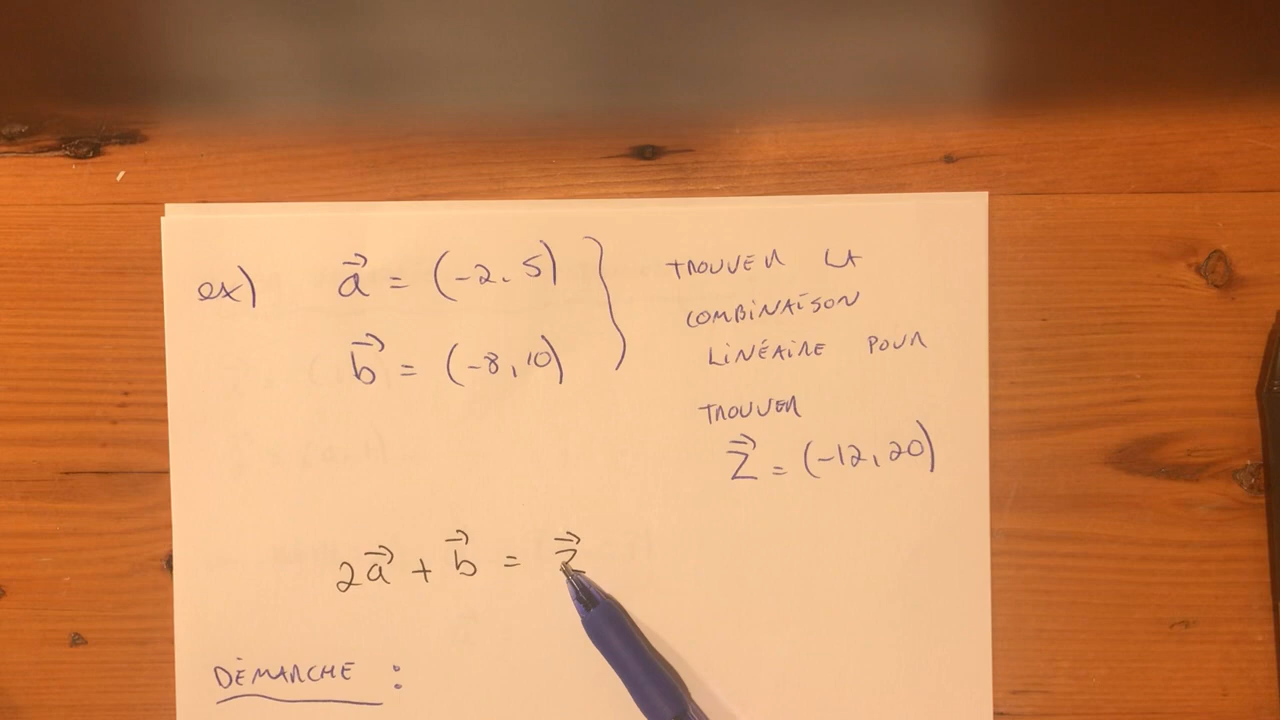 ex) a⃗ = (-2, 5)
b⃗ = (-8, 10)
TROUVER LA
COMBINAISON
LINÉAIRE POUR
TROUVER
Z⃗ = (-12, 20)
2a⃗ + b⃗ = Z⃗
DÉMARCHE :